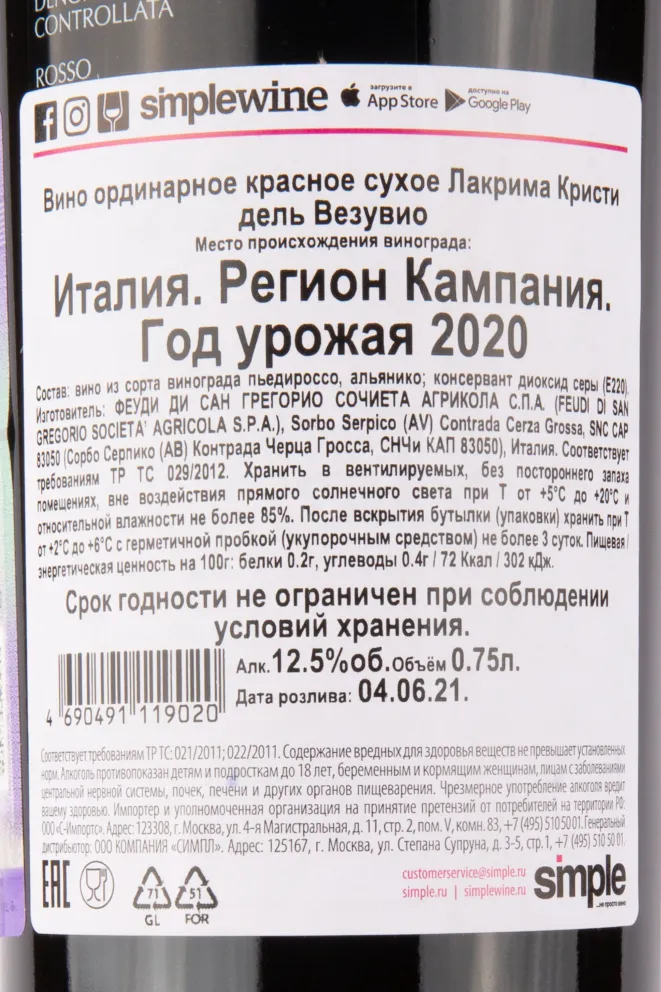 CONTROLLATA
ROSSO
simplewine загрузите в App Store доступно на Google Play
Вино ординарное красное сухое Лакрима Кристи
дель Везувио
Место происхождения винограда:
Италия. Регион Кампания.
Год урожая 2020
Состав: вино из сорта винограда пьедироссо, альянико; консервант диоксид серы (E220).
Изготовитель: ФЕУДИ ДИ САН ГРЕГОРИО СОЧИЕТА АГРИКОЛА С.П.А. (FEUDI DI SAN
GREGORIO SOCIETA' AGRICOLA S.P.A.), Sorbo Serpico (AV) Contrada Cerza Grossa, SNC CAP
83050 (Сорбо Серпико (АВ) Контрада Черца Гросса, СНЧи КАП 83050), Италия. Соответствует
требованиям ТР ТС 029/2012. Хранить в вентилируемых, без постороннего запаха
помещениях, вне воздействия прямого солнечного света при Т от +5°С до +20°С и
относительной влажности не более 85%. После вскрытия бутылки (упаковки) хранить при Т
от +2°С до +6°С с герметичной пробкой (укупорочным средством) не более 3 суток. Пищевая /
энергетическая ценность на 100г: белки 0.2г, углеводы 0.4г / 72 Ккал / 302 кДж.
Срок годности не ограничен при соблюдении
условий хранения.
Алк.12.5%об.Объём 0.75л.
Дата розлива: 04.06.21.
4 690491 119020
Соответствует требованиям ТР ТС: 021/2011; 022/2011. Содержание вредных для здоровья веществ не превышает установленных
норм. Алкоголь противопоказан детям и подросткам до 18 лет, беременным и кормящим женщинам, лицам с заболеваниями
центральной нервной системы, почек, печени и других органов пищеварения. Чрезмерное употребление алкоголя вредит
вашему здоровью. Импортер и уполномоченная организация на принятие претензий от потребителей на территории РФ:
ООО «С-Импортс». Адрес: 123308, г. Москва, ул. 4-я Магистральная, д. 11, стр. 2, пом. V, комн. 83, +7 (495) 510 50 01. Генеральный
дистрибьютор: ООО КОМПАНИЯ «СИМПЛ». Адрес: 125167, г. Москва, ул. Степана Супруна, д. 3-5, стр.1, +7 (495) 510 50 01.
EAC 71 GL 51 FOR
customerservice@simple.ru
simple.ru | simplewine.ru
simple
...не просто вино